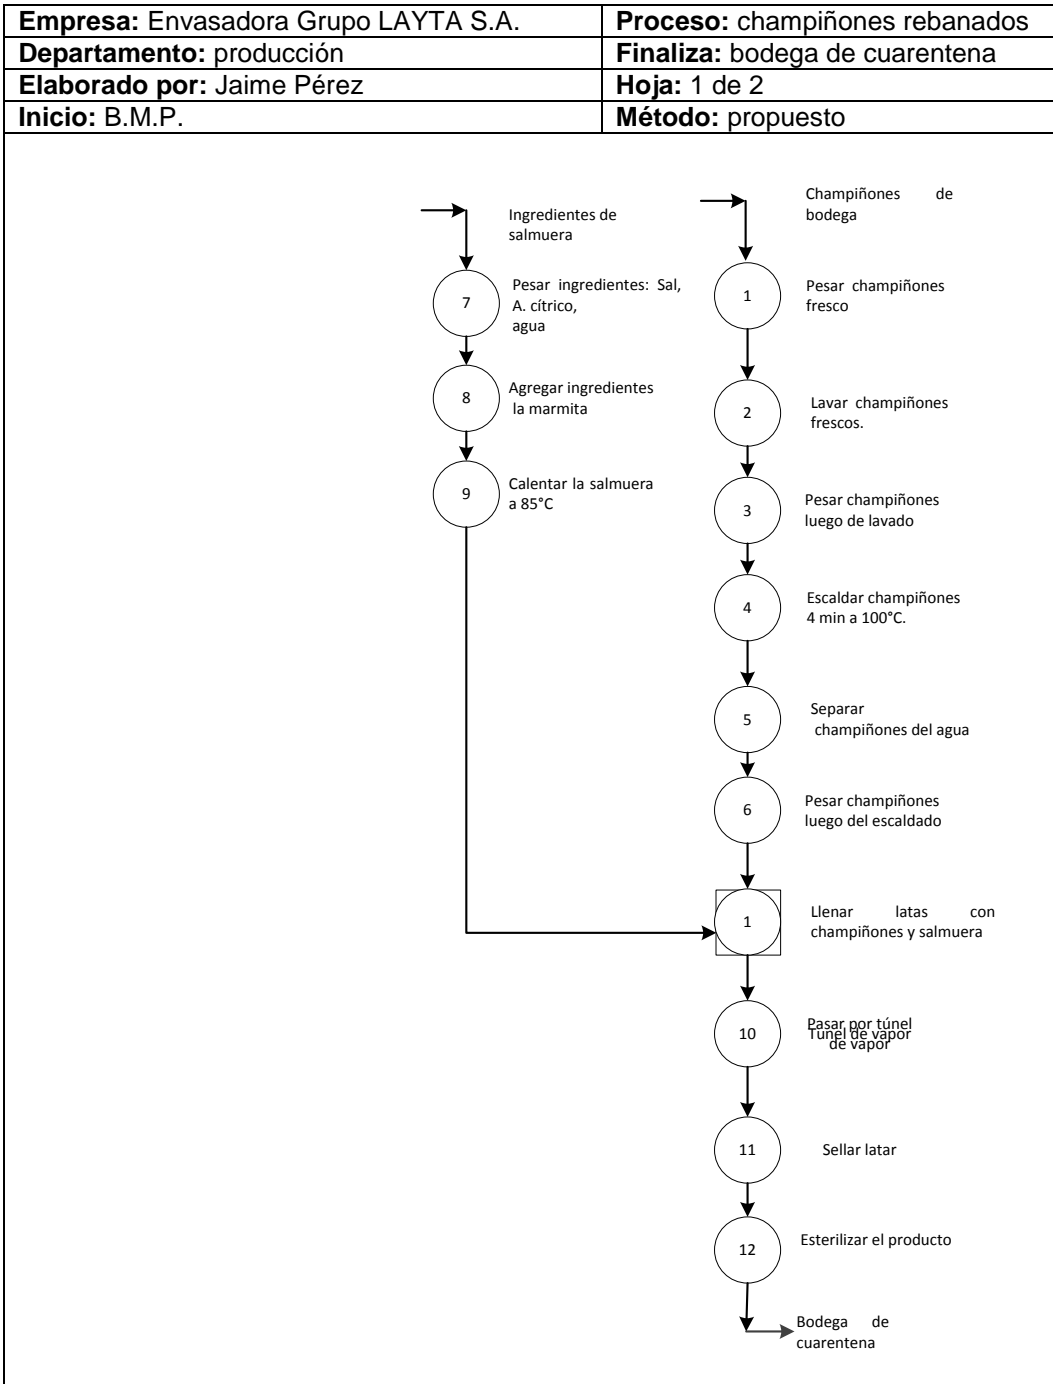 Empresa: Envasadora Grupo LAYTA S.A.
Proceso: champiñones rebanados
Departamento: producción
Finaliza: bodega de cuarentena
Elaborado por: Jaime Pérez
Hoja: 1 de 2
Inicio: B.M.P.
Método: propuesto
Ingredientes de
salmuera
7
Pesar ingredientes: Sal,
A. cítrico,
agua
8
Agregar ingredientes
la marmita
9
Calentar la salmuera
a 85°C
Champiñones de
bodega
1
Pesar champiñones
fresco
2
Lavar champiñones
frescos.
3
Pesar champiñones
luego de lavado
4
Escaldar champiñones
4 min a 100°C.
5
Separar
champiñones del agua
6
Pesar champiñones
luego del escaldado
1
Llenar latas con
champiñones y salmuera
10
Pasar por túnel
de vapor
Túnel de vapor
11
Sellar latar
12
Esterilizar el producto
Bodega de
cuarentena